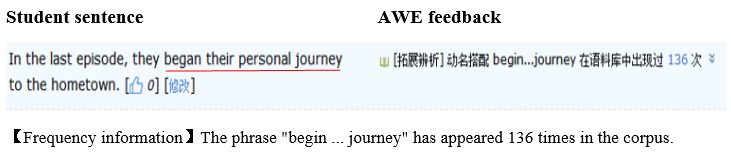 Student sentence AWE feedback
In the last episode, they began their personal journey [拓展辨析] 动名搭配 begin...journey 在语料库中出现过 136 次
to the hometown. [ 0] [修改]
【Frequency information】The phrase "begin ... journey" has appeared 136 times in the corpus.